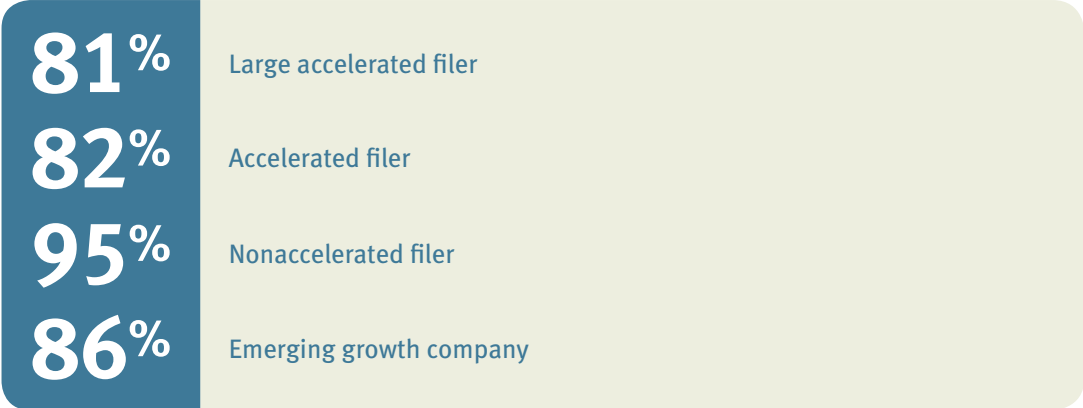 81% Large accelerated filer
82% Accelerated filer
95% Nonaccelerated filer
86% Emerging growth company